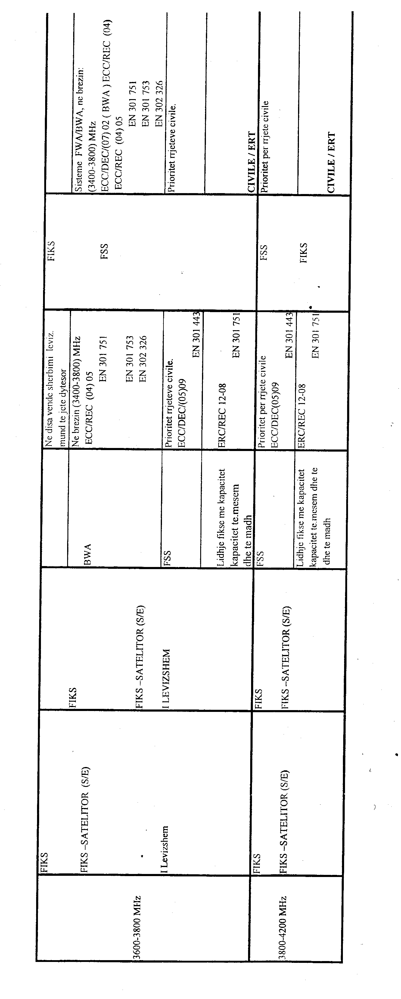 3600-3800 MHz
FIKS
FIKS –SATELITOR (S/E)
I Levizshem
FIKS
FIKS –SATELITOR (S/E)
I LEVIZSHEM
BWA
FSS
Lidhje fikse me kapacitet
kapacitet te.mesem
dhe te madh
Ne disa vende sherbimi leviz.
mund te jete dytesor
Ne brezin (3400-3800) MHz
ECC/REC (04) 05
EN 301 751
EN 301 753
EN 302 326
Prioritet rrjeteve civile.
ECC/DEC/(05)09
EN 301 443
ERC/REC 12-08
EN 301 751
FIKS
FSS
Sisteme FWA/BWA, ne brezin:
(3400-3800) MHz
ECC/DEC/(07) 02 ( BWA ) ECC/REC (04)
ECC/REC (04) 05
EN 301 751
EN 301 753
EN 302 326
Prioritet rrjeteve civile.
CIVILE / ERT
3800-4200 MHz
FIKS
FIKS –SATELITOR (S/E)
FIKS
FIKS –SATELITOR (S/E)
FSS
Lidhje fikse me kapacitet
kapacitet te.mesem dhe te
dhe te madh
Prioritet per rrjete civile
ECC/DEC(05)09
EN 301 443
ERC/REC 12-08
EN 301 751
FSS
FIKS
Prioritet per rrjete civile
CIVILE / ERT